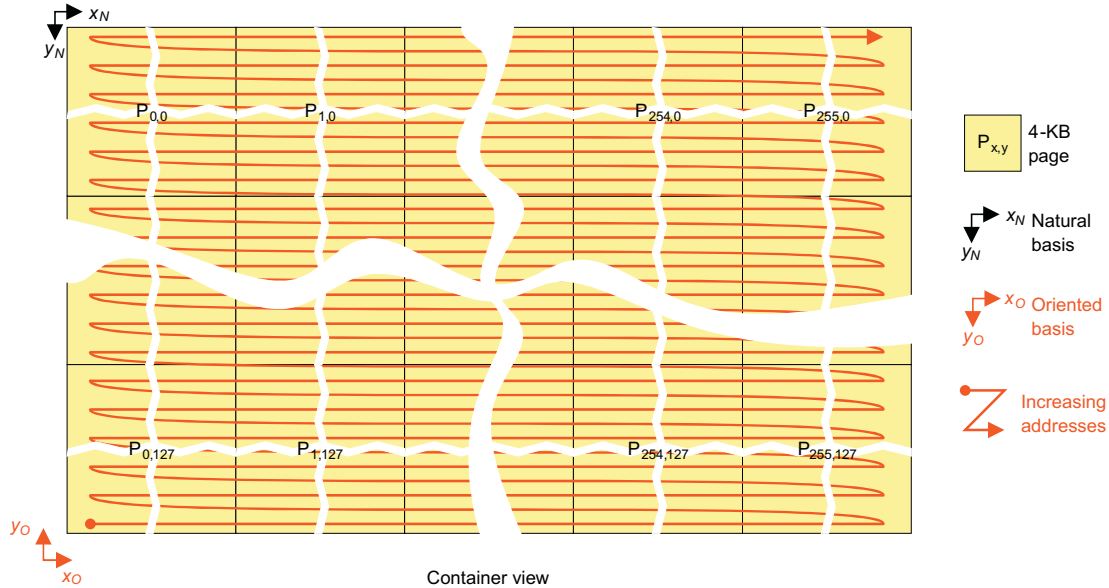 x_N
y_N
P_0,0 P_1,0 P_254,0 P_255,0
P_x,y
4-KB
page
x_N Natural
y_N basis
x_O Oriented
y_O basis
Increasing
addresses
P_0,127 P_1,127 P_254,127 P_255,127
y_O
x_O
Container view